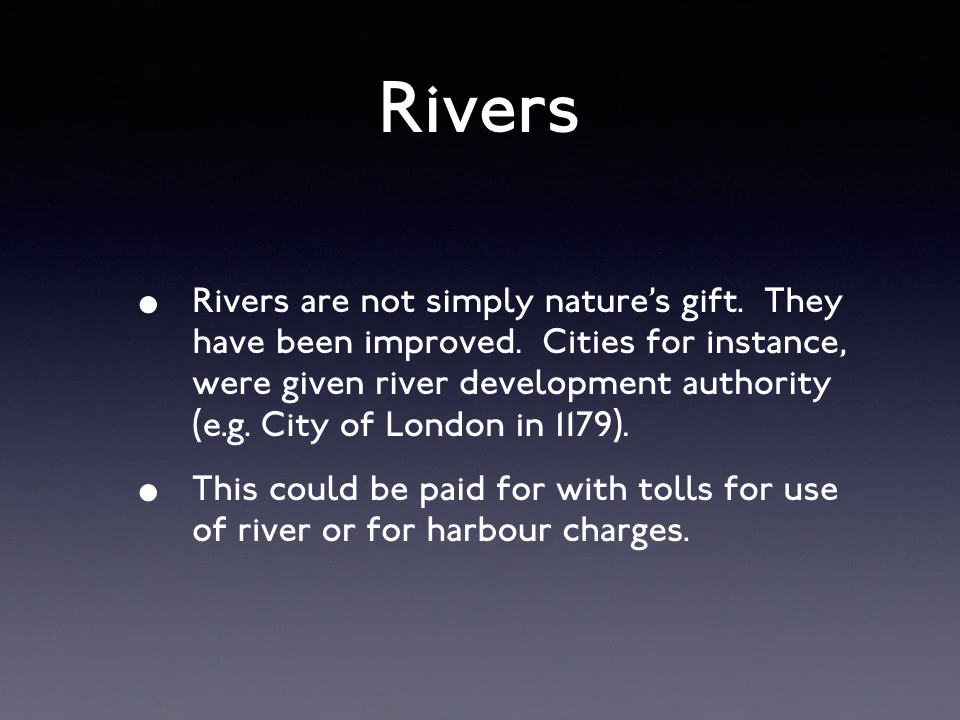 Rivers
• Rivers are not simply nature’s gift.  They
have been improved.  Cities for instance,
were given river development authority
(e.g. City of London in 1179).
• This could be paid for with tolls for use
of river or for harbour charges.